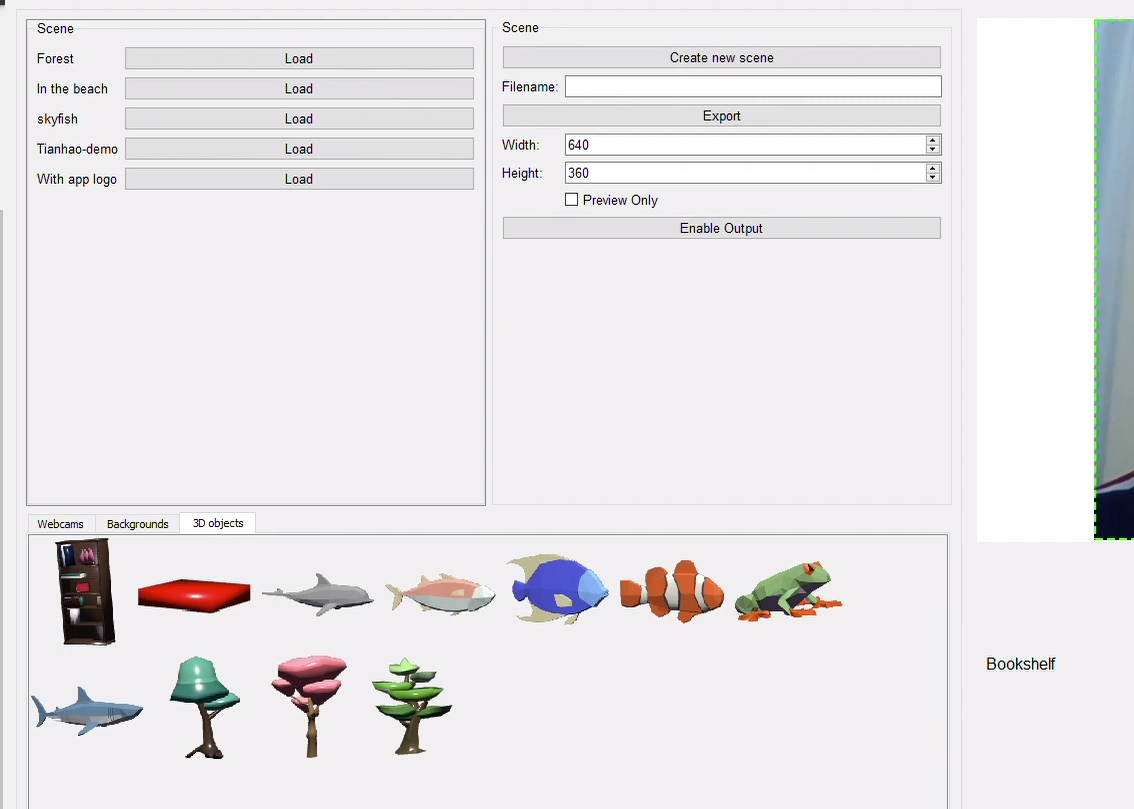 Scene
Forest Load
In the beach Load
skyfish Load
Tianhao-demo Load
With app logo Load
Scene
Create new scene
Filename:
Export
Width: 640
Height: 360
Preview Only
Enable Output
Webcams Backgrounds 3D objects
Bookshelf